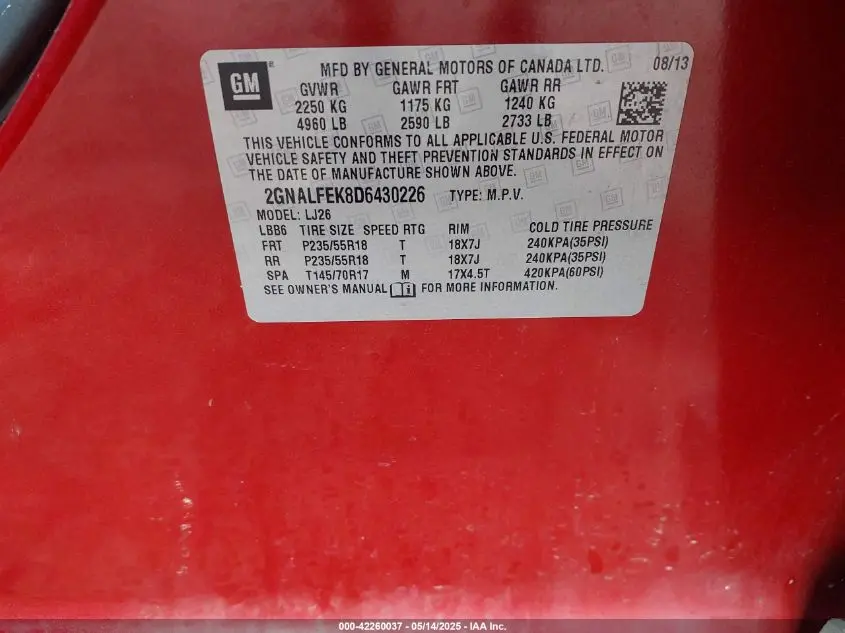 GM ® MFD BY GENERAL MOTORS OF CANADA LTD. 08/13
GVWR GAWR FRT GAWR RR
2250 KG 1175 KG 1240 KG
4960 LB 2590 LB 2733 LB
THIS VEHICLE CONFORMS TO ALL APPLICABLE U.S. FEDERAL MOTOR
VEHICLE SAFETY AND THEFT PREVENTION STANDARDS IN EFFECT ON
THE DATE OF MANUFACTURE SHOWN ABOVE.
2GNALFEK8D6430226 TYPE: M.P.V.
MODEL: LJ26
LBB6 TIRE SIZE SPEED RTG RIM COLD TIRE PRESSURE
FRT P235/55R18 T 18X7J 240KPA(35PSI)
RR P235/55R18 T 18X7J 240KPA(35PSI)
SPA T145/70R17 M 17X4.5T 420KPA(60PSI)
SEE OWNER'S MANUAL FOR MORE INFORMATION.
000-42260037 - 05/14/2025 - IAA Inc.